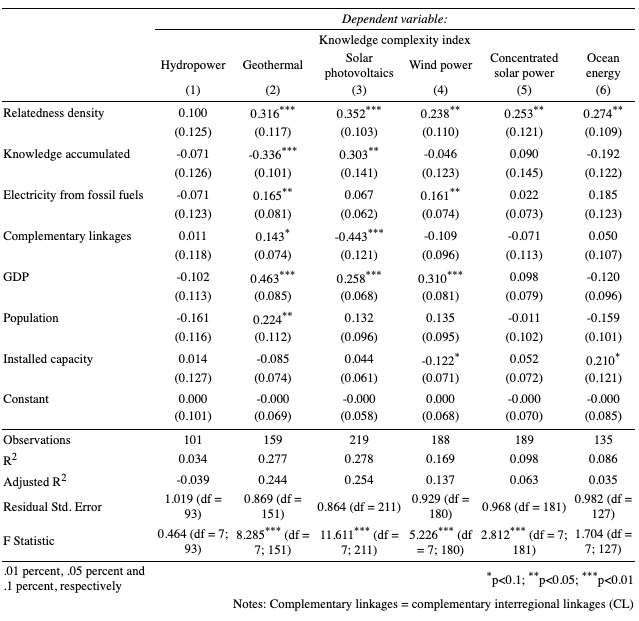 Dependent variable:
Knowledge complexity index
Hydropower Geothermal Solar photovoltaics Wind power Concentrated solar power Ocean energy
(1) (2) (3) (4) (5) (6)
Relatedness density 0.100 0.316*** 0.352*** 0.238** 0.253** 0.274**
(0.125) (0.117) (0.103) (0.110) (0.121) (0.109)
Knowledge accumulated -0.071 -0.336*** 0.303** -0.046 0.090 -0.192
(0.126) (0.101) (0.141) (0.123) (0.145) (0.122)
Electricity from fossil fuels -0.071 0.165** 0.067 0.161** 0.022 0.185
(0.123) (0.081) (0.062) (0.074) (0.073) (0.123)
Complementary linkages 0.011 0.143* -0.443*** -0.109 -0.071 0.050
(0.118) (0.074) (0.121) (0.096) (0.113) (0.107)
GDP -0.102 0.463*** 0.258*** 0.310*** 0.098 -0.120
(0.113) (0.085) (0.068) (0.081) (0.079) (0.096)
Population -0.161 0.224** 0.132 0.135 -0.011 -0.159
(0.116) (0.112) (0.096) (0.095) (0.102) (0.101)
Installed capacity 0.014 -0.085 0.044 -0.122* 0.052 0.210*
(0.127) (0.074) (0.061) (0.071) (0.072) (0.121)
Constant 0.000 -0.000 -0.000 0.000 -0.000 -0.000
(0.101) (0.069) (0.058) (0.068) (0.070) (0.085)
Observations 101 159 219 188 189 135
R2 0.034 0.277 0.278 0.169 0.098 0.086
Adjusted R2 -0.039 0.244 0.254 0.137 0.063 0.035
Residual Std. Error 1.019 (df = 93) 0.869 (df = 151) 0.864 (df = 211) 0.929 (df = 180) 0.968 (df = 181) 0.982 (df = 127)
F Statistic 0.464 (df = 7; 93) 8.285*** (df = 7; 151) 11.611*** (df = 7; 211) 5.226*** (df = 7; 180) 2.812*** (df = 7; 181) 1.704 (df = 7; 127)
.01 percent, .05 percent and
.1 percent, respectively
*p<0.1; **p<0.05; ***p<0.01
Notes: Complementary linkages = complementary interregional linkages (CL)